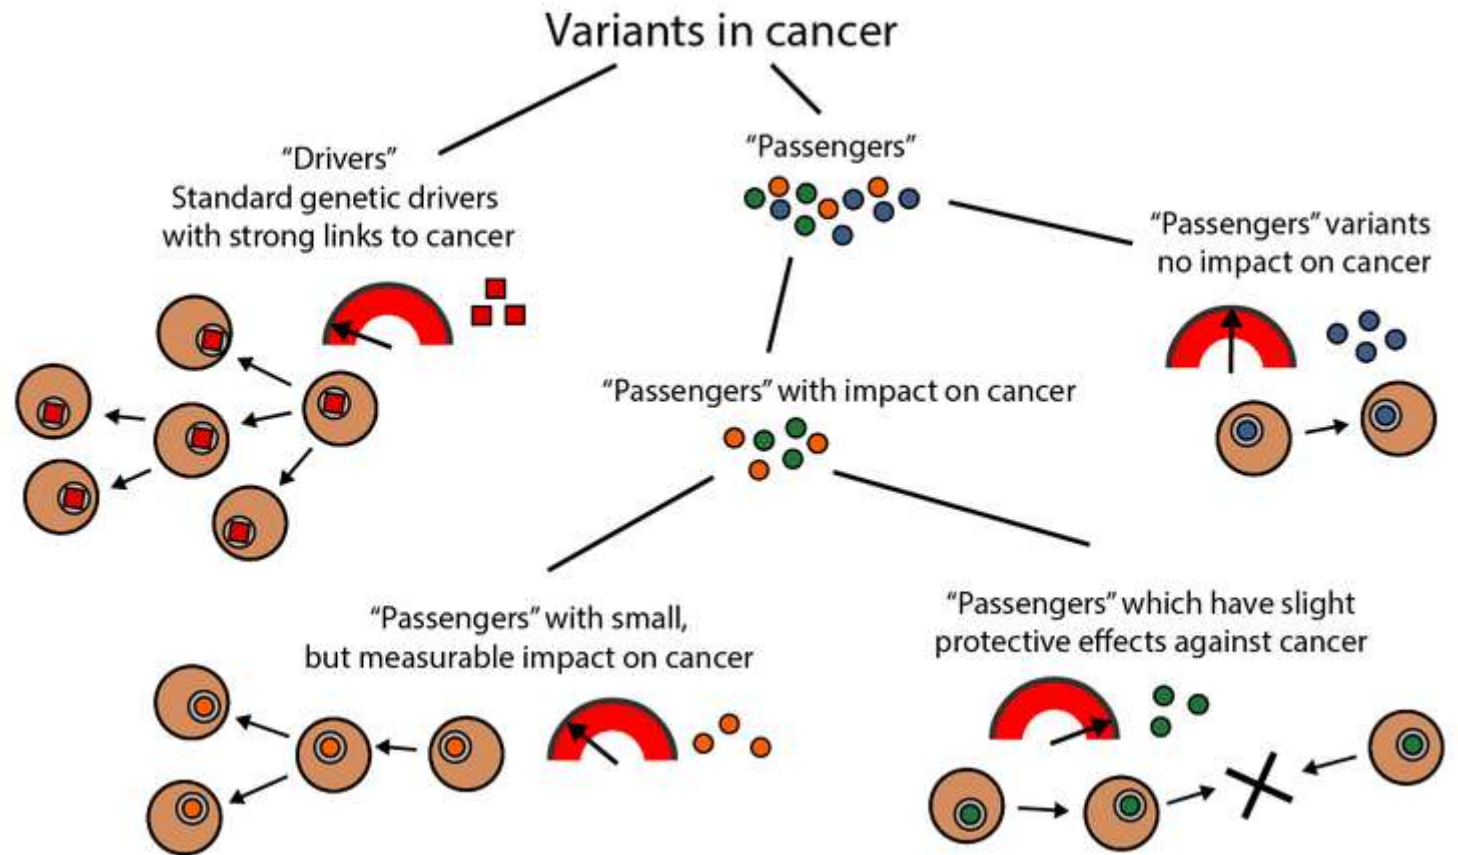 Variants in cancer
“Drivers”
Standard genetic drivers
with strong links to cancer
“Passengers”
“Passengers” variants
no impact on cancer
“Passengers” with impact on cancer
“Passengers” with small,
but measurable impact on cancer
“Passengers” which have slight
protective effects against cancer